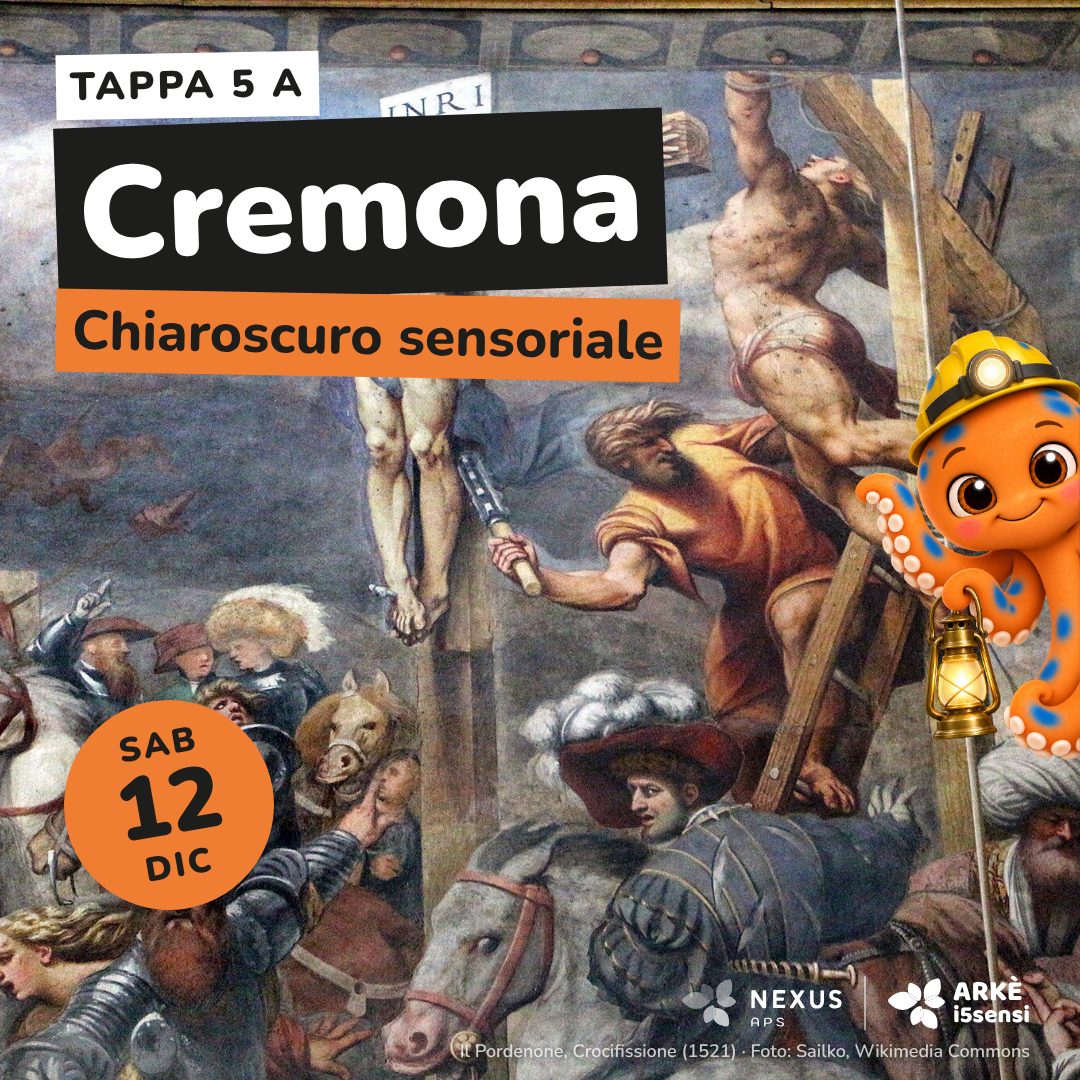 TAPPA 5 A
INRI
Cremona
Chiaroscuro sensoriale
SAB
12
DIC
NEXUS
APS
ARKÈ
i5sensi
Il Pordenone, Crocifissione (1521) · Foto: Sailko, Wikimedia Commons